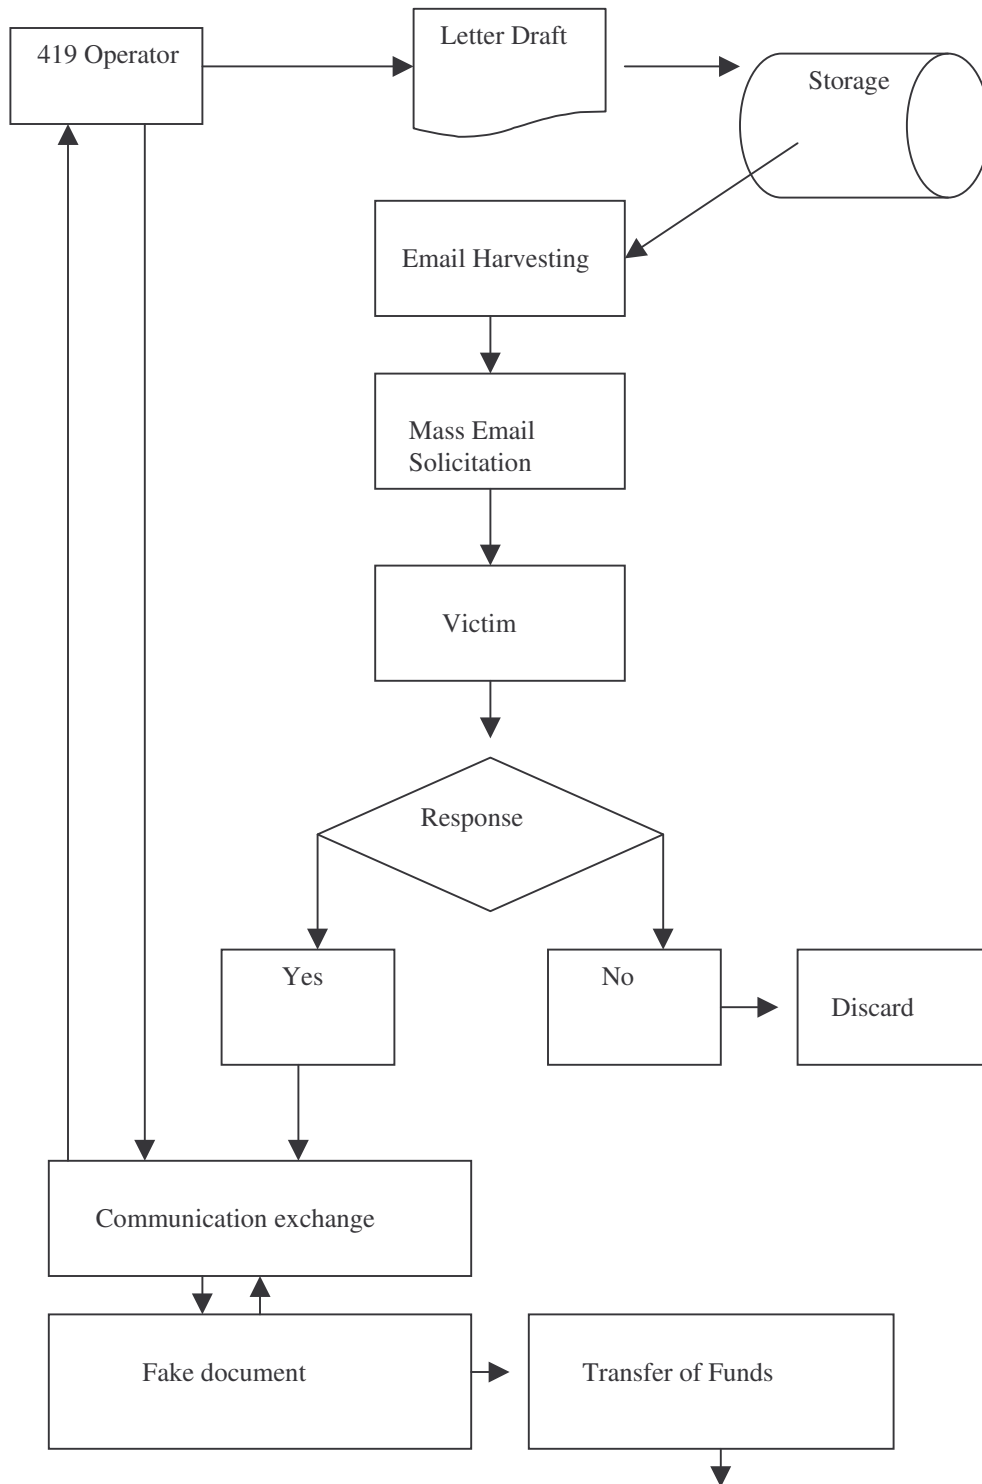 419 Operator
Letter Draft
Storage
Email Harvesting
Mass Email
Solicitation
Victim
Response
Yes
No
Discard
Communication exchange
Fake document
Transfer of Funds